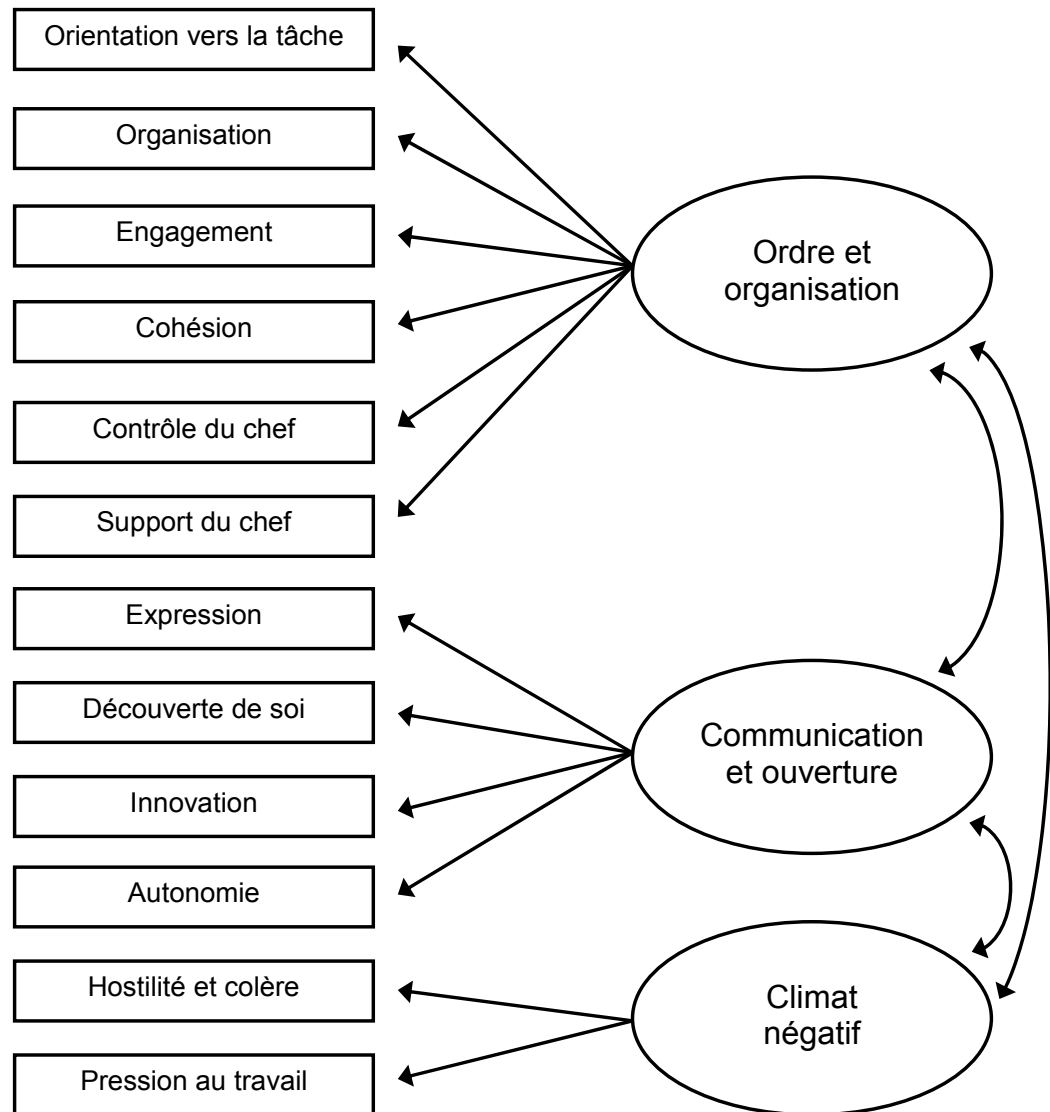 Orientation vers la tâche
Organisation
Engagement
Cohésion
Contrôle du chef
Support du chef
Expression
Découverte de soi
Innovation
Autonomie
Hostilité et colère
Pression au travail
Ordre et
organisation
Communication
et ouverture
Climat
négatif